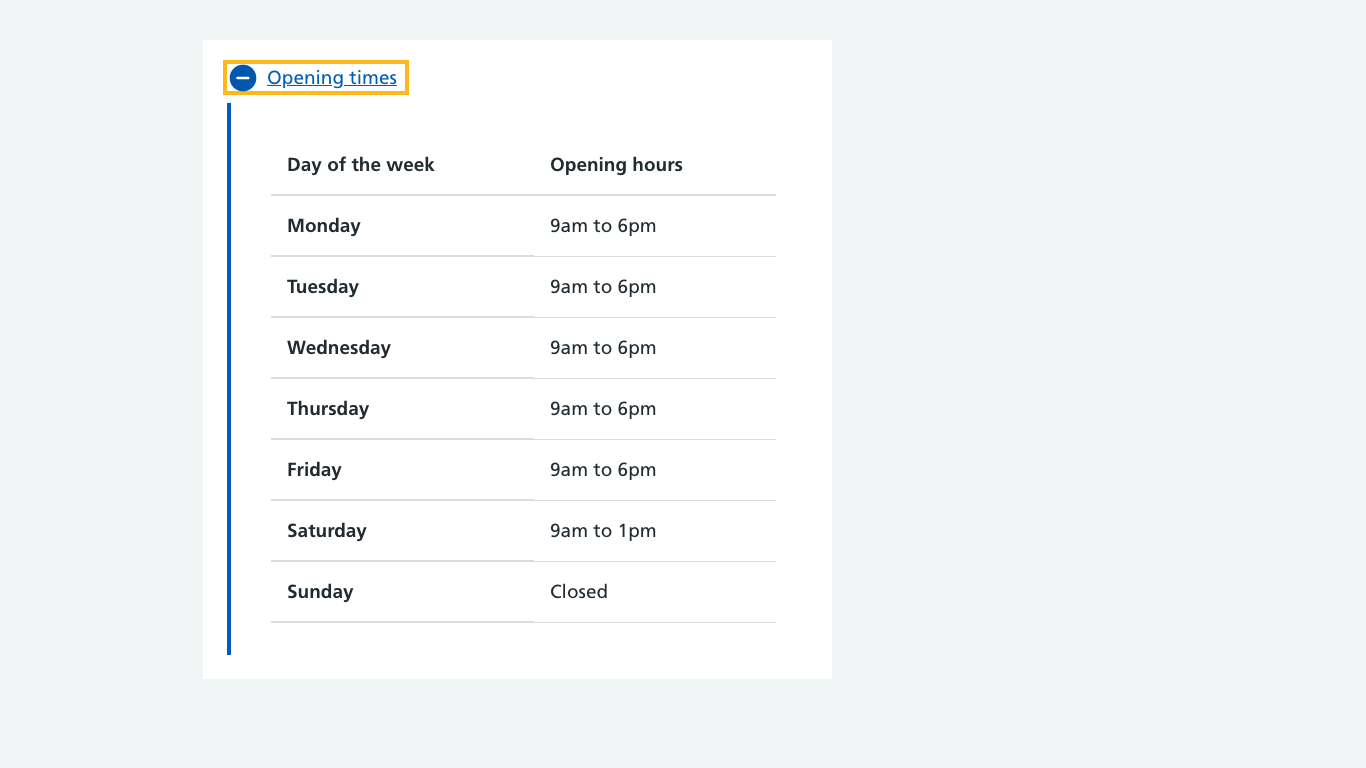 Opening times
Day of the week Opening hours
Monday 9am to 6pm
Tuesday 9am to 6pm
Wednesday 9am to 6pm
Thursday 9am to 6pm
Friday 9am to 6pm
Saturday 9am to 1pm
Sunday Closed